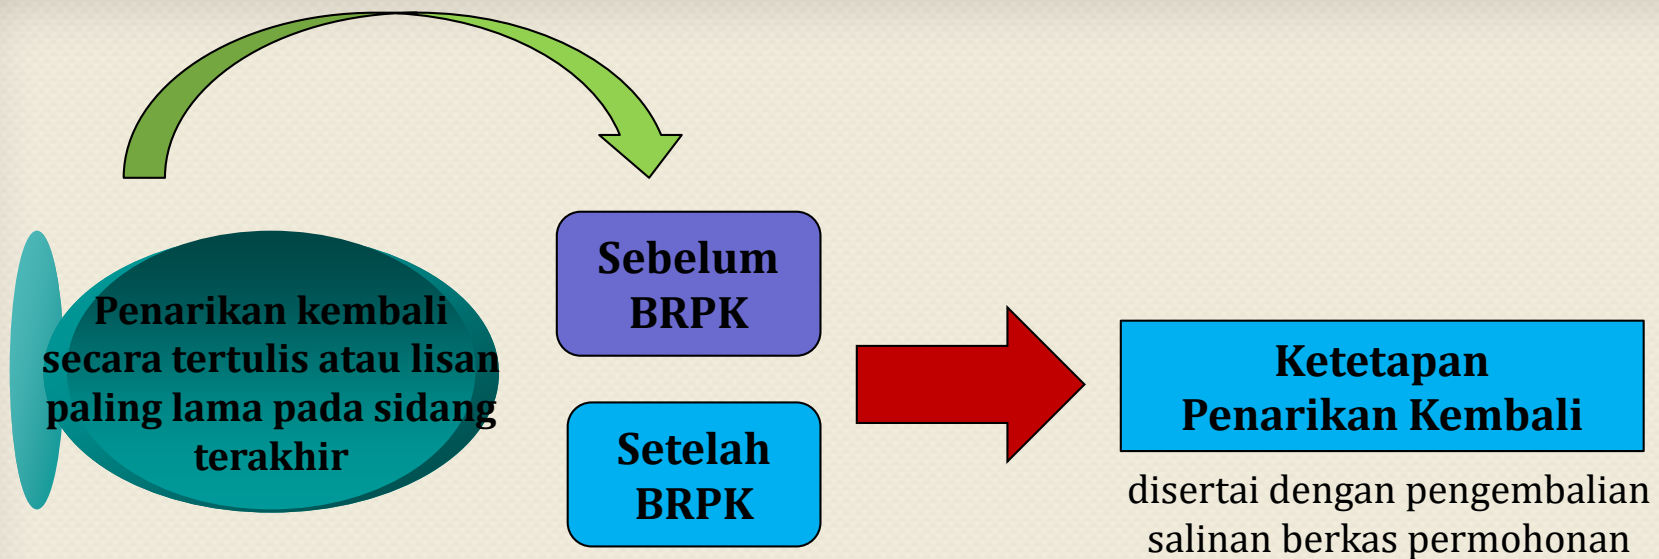 Penarikan kembali
secara tertulis atau lisan
paling lama pada sidang
terakhir
Sebelum
BRPK
Setelah
BRPK
Ketetapan
Penarikan Kembali
disertai dengan pengembalian
salinan berkas permohonan